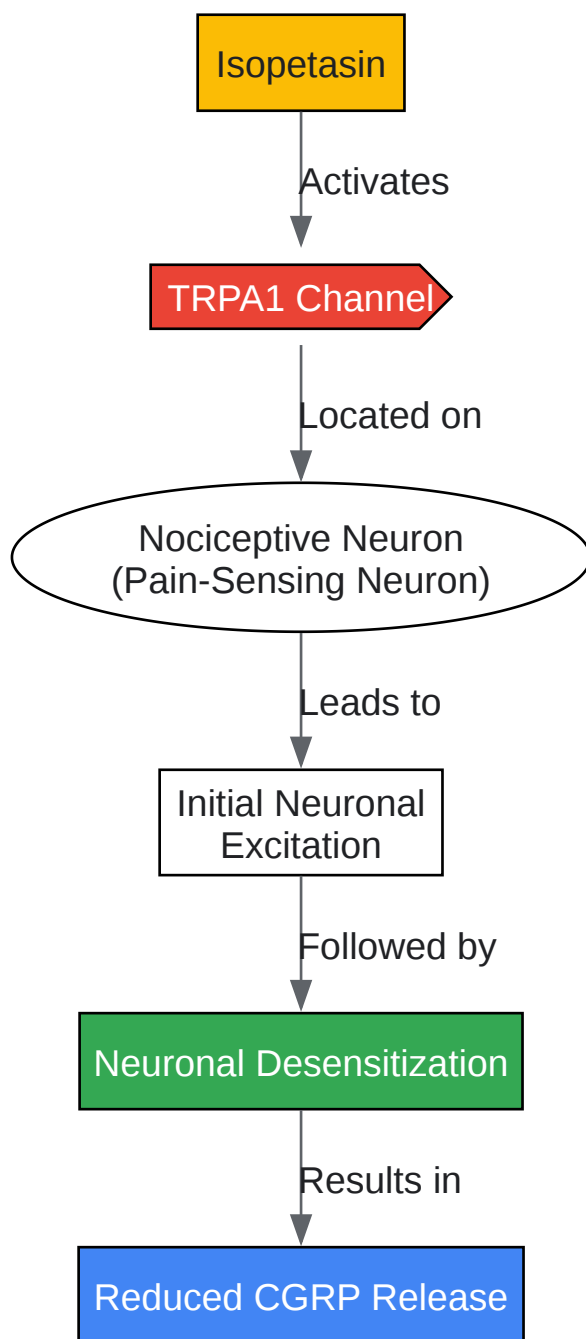 Isopetasin
Activates
TRPA1 Channel
Located on
Nociceptive Neuron
(Pain-Sensing Neuron)
Leads to
Initial Neuronal
Excitation
Followed by
Neuronal Desensitization
Results in
Reduced CGRP Release